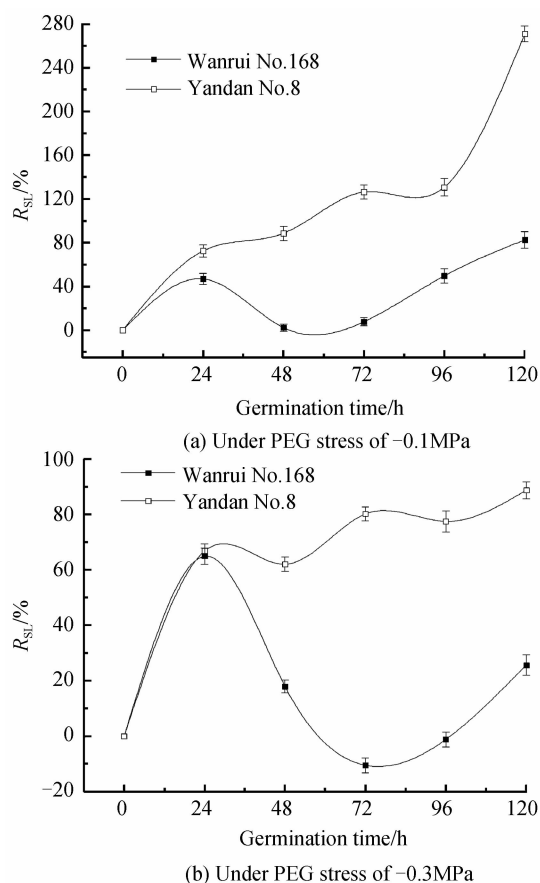 280
240
200
160
120
80
40
0
R_SL/%
Wanrui No.168
Yandan No.8
0 24 48 72 96 120
Germination time/h
(a) Under PEG stress of −0.1MPa
100
80
60
40
20
0
−20
R_SL/%
Wanrui No.168
Yandan No.8
0 24 48 72 96 120
Germination time/h
(b) Under PEG stress of −0.3MPa